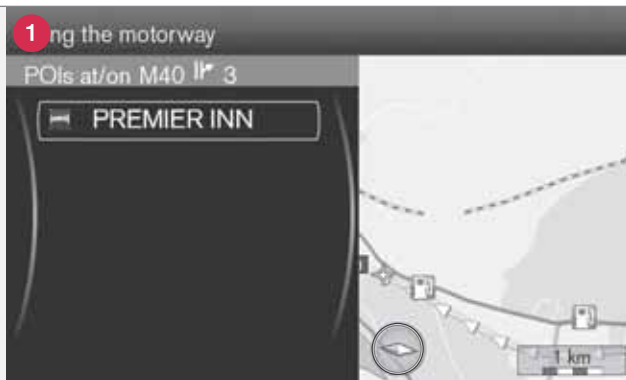 1 ng the motorway
POIs at/on M40 3
PREMIER INN
1 km